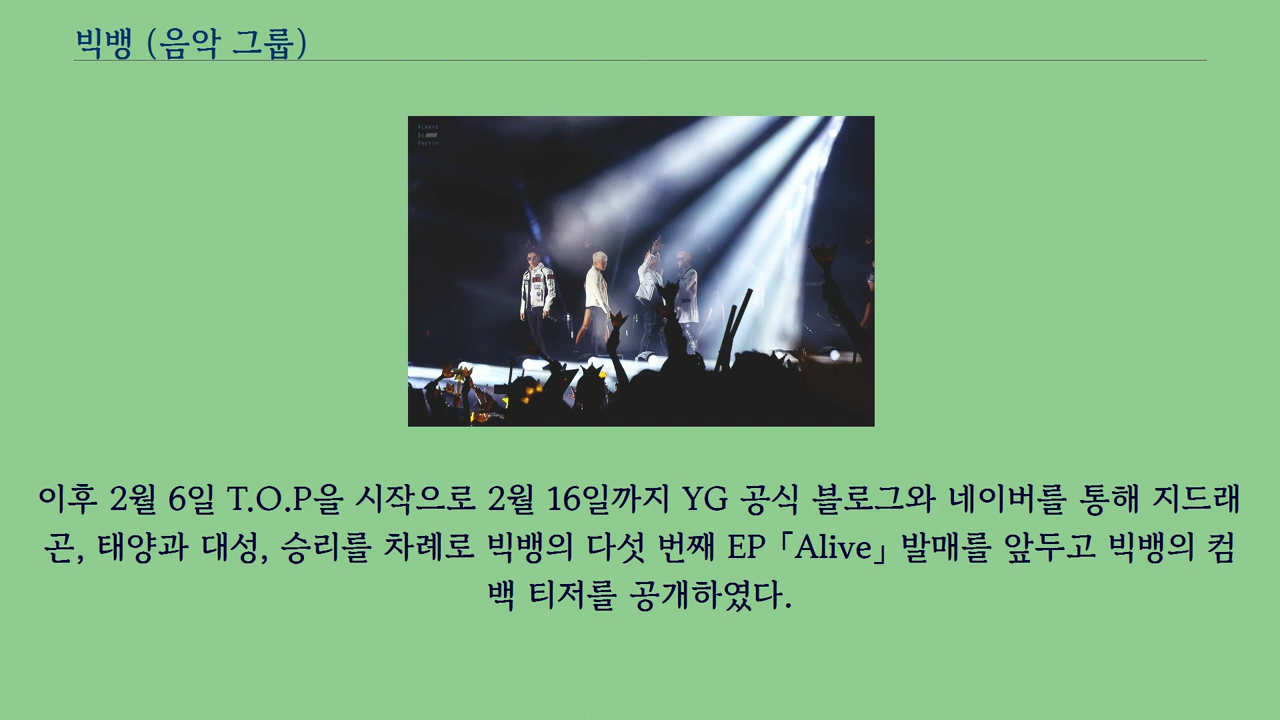 빅뱅 (음악 그룹)
ALWAYS
BE
PRETTY
이후 2월 6일 T.O.P을 시작으로 2월 16일까지 YG 공식 블로그와 네이버를 통해 지드래
곤, 태양과 대성, 승리를 차례로 빅뱅의 다섯 번째 EP 「Alive」 발매를 앞두고 빅뱅의 컴
백 티저를 공개하였다.